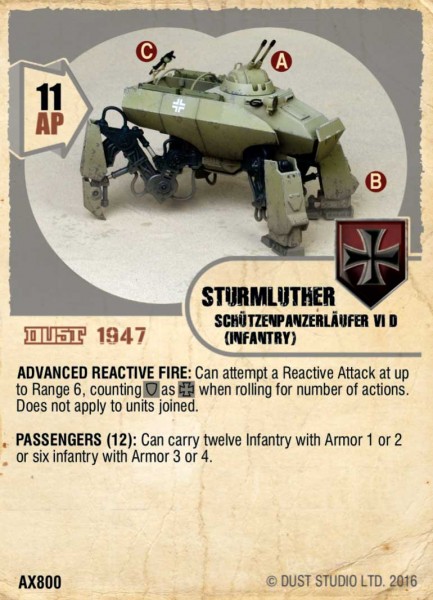 C
A
11
AP
B
STURMLUTHER
SCHÜTZENPANZERLÄUFER VI D
(INFANTRY)
DUST 1947
ADVANCED REACTIVE FIRE: Can attempt a Reactive Attack at up
to Range 6, counting as when rolling for number of actions.
Does not apply to units joined.
PASSENGERS (12): Can carry twelve Infantry with Armor 1 or 2
or six infantry with Armor 3 or 4.
AX800
© DUST STUDIO LTD. 2016